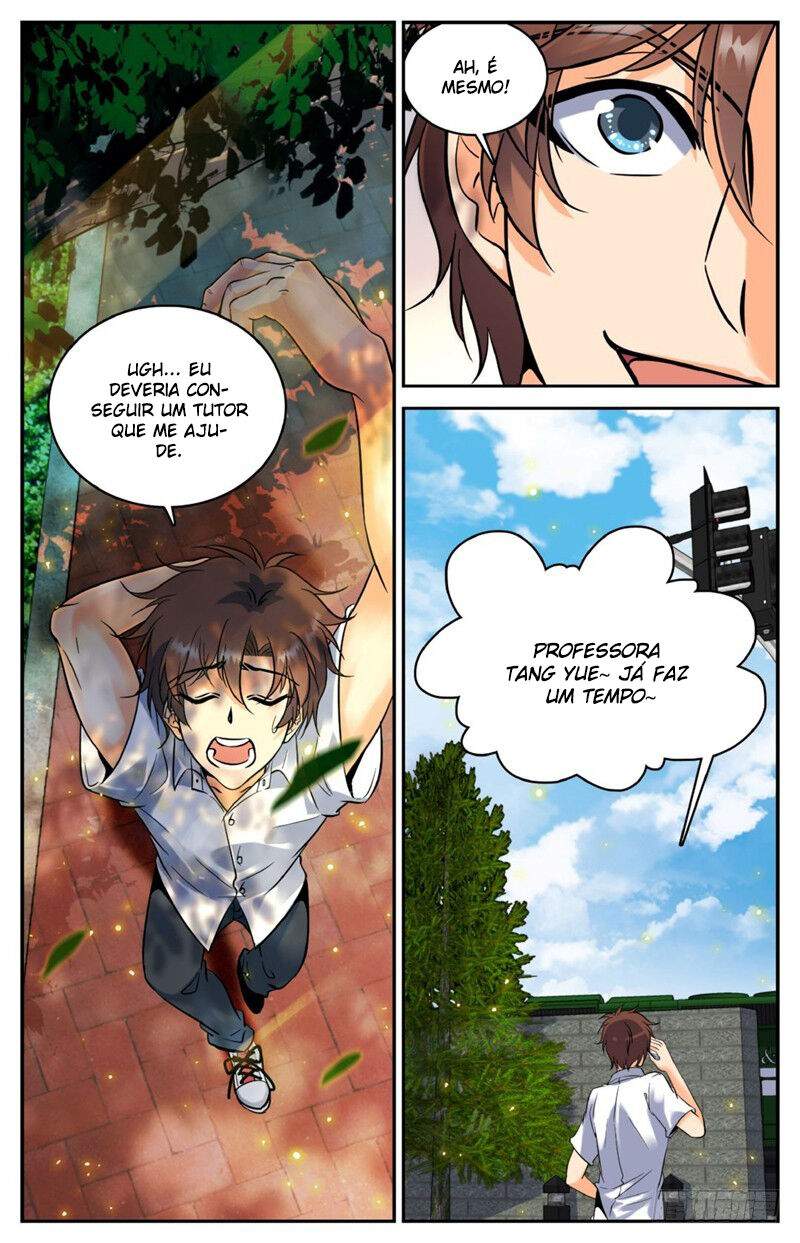 UGH... EU
DEVERIA CON-
SEGUIR UM TUTOR
QUE ME AJU-
DE.
AH, É
MESMO!
PROFESSORA
TANG YUE~ JÁ FAZ
UM TEMPO~